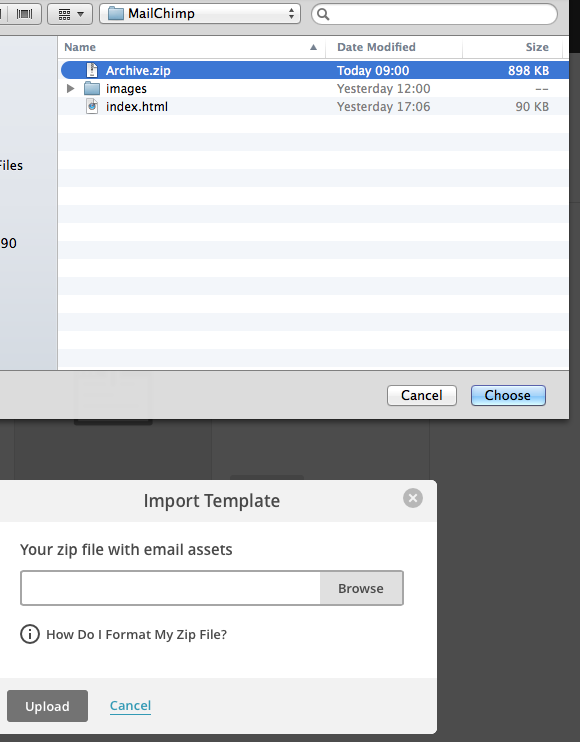 MailChimp
Name Date Modified Size
Archive.zip Today 09:00 898 KB
images Yesterday 12:00 --
index.html Yesterday 17:06 90 KB
Files
90
Cancel Choose
Import Template
Your zip file with email assets
Browse
How Do I Format My Zip File?
Upload Cancel